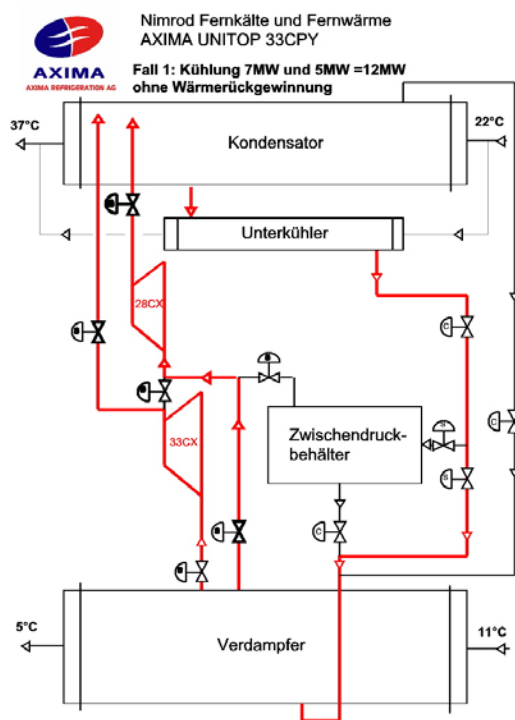 Nimrod Fernkälte und Fernwärme
AXIMA UNITOP 33CPY
AXIMA
AXIMA REFRIGERATION AG
Fall 1: Kühlung 7MW und 5MW =12MW
ohne Wärmerückgewinnung
37°C
Kondensator
22°C
Unterkühler
28CX
C
C
Zwischendruck-
behälter
S
33CX
S
C
5°C
Verdampfer
11°C